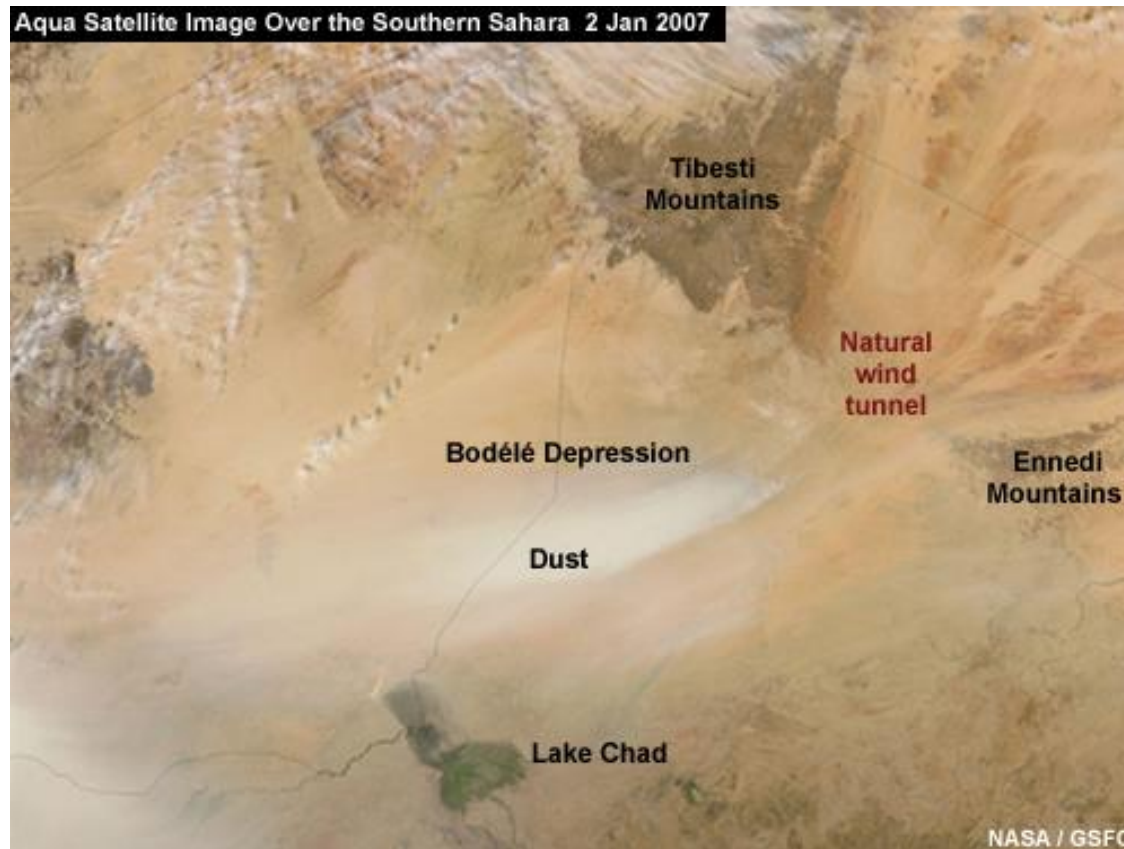 Aqua Satellite Image Over the Southern Sahara 2 Jan 2007
Tibesti
Mountains
Natural
wind
tunnel
Bodélé Depression
Ennedi
Mountains
Dust
Lake Chad
NASA / GSFC